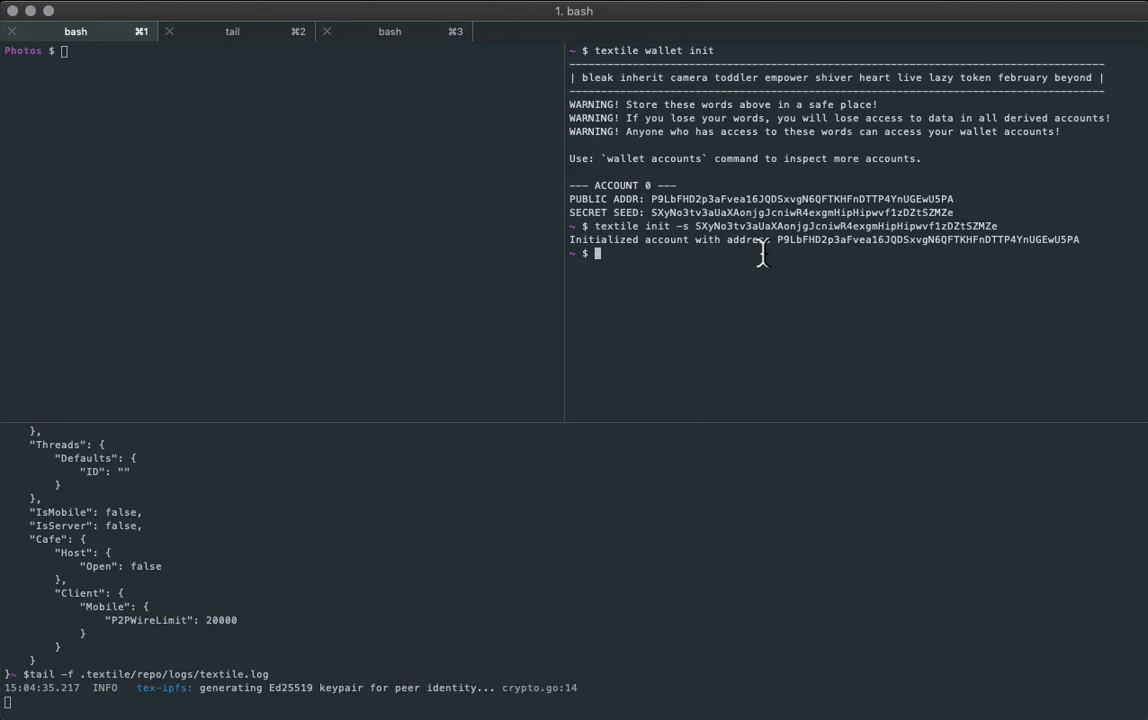 1. bash
bash ⌘1 tail ⌘2 bash ⌘3
Photos $
~ $ textile wallet init
-------------------------------------------------------------------------------------
| bleak inherit camera toddler empower shiver heart live lazy token february beyond |
-------------------------------------------------------------------------------------
WARNING! Store these words above in a safe place!
WARNING! If you lose your words, you will lose access to data in all derived accounts!
WARNING! Anyone who has access to these words can access your wallet accounts!
Use: `wallet accounts` command to inspect more accounts.
--- ACCOUNT 0 ---
PUBLIC ADDR: P9LbFHD2p3aFvea16JQDSxvgN6QFTKHFnDTTP4YnUGEwU5PA
SECRET SEED: SXyNo3tv3aUaXAonjgJcniwR4exgmHipHipwvf1zDZtSZMZe
~ $ textile init -s SXyNo3tv3aUaXAonjgJcniwR4exgmHipHipwvf1zDZtSZMZe
Initialized account with address P9LbFHD2p3aFvea16JQDSxvgN6QFTKHFnDTTP4YnUGEwU5PA
~ $
},
"Threads": {
"Defaults": {
"ID": ""
}
},
"IsMobile": false,
"IsServer": false,
"Cafe": {
"Host": {
"Open": false
},
"Client": {
"Mobile": {
"P2PWireLimit": 20000
}
}
}
}~ $tail -f .textile/repo/logs/textile.log
15:04:35.217 INFO tex-ipfs: generating Ed25519 keypair for peer identity... crypto.go:14